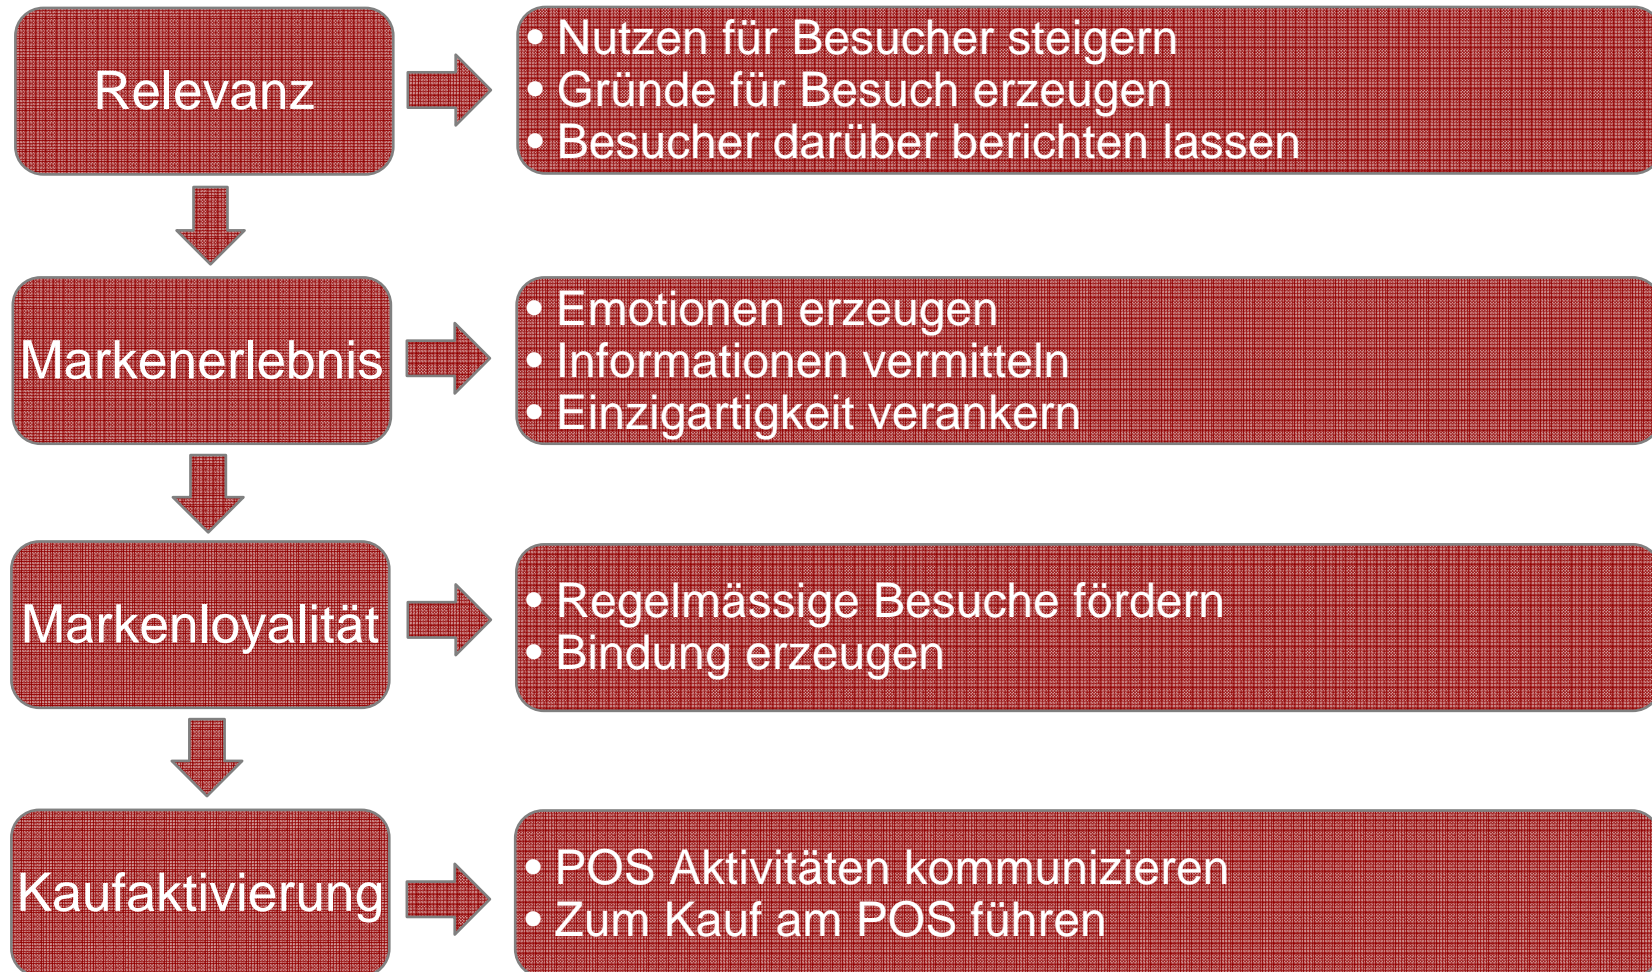 Relevanz
• Nutzen für Besucher steigern
• Gründe für Besuch erzeugen
• Besucher darüber berichten lassen
Markenerlebnis
• Emotionen erzeugen
• Informationen vermitteln
• Einzigartigkeit verankern
Markenloyalität
• Regelmässige Besuche fördern
• Bindung erzeugen
Kaufaktivierung
• POS Aktivitäten kommunizieren
• Zum Kauf am POS führen